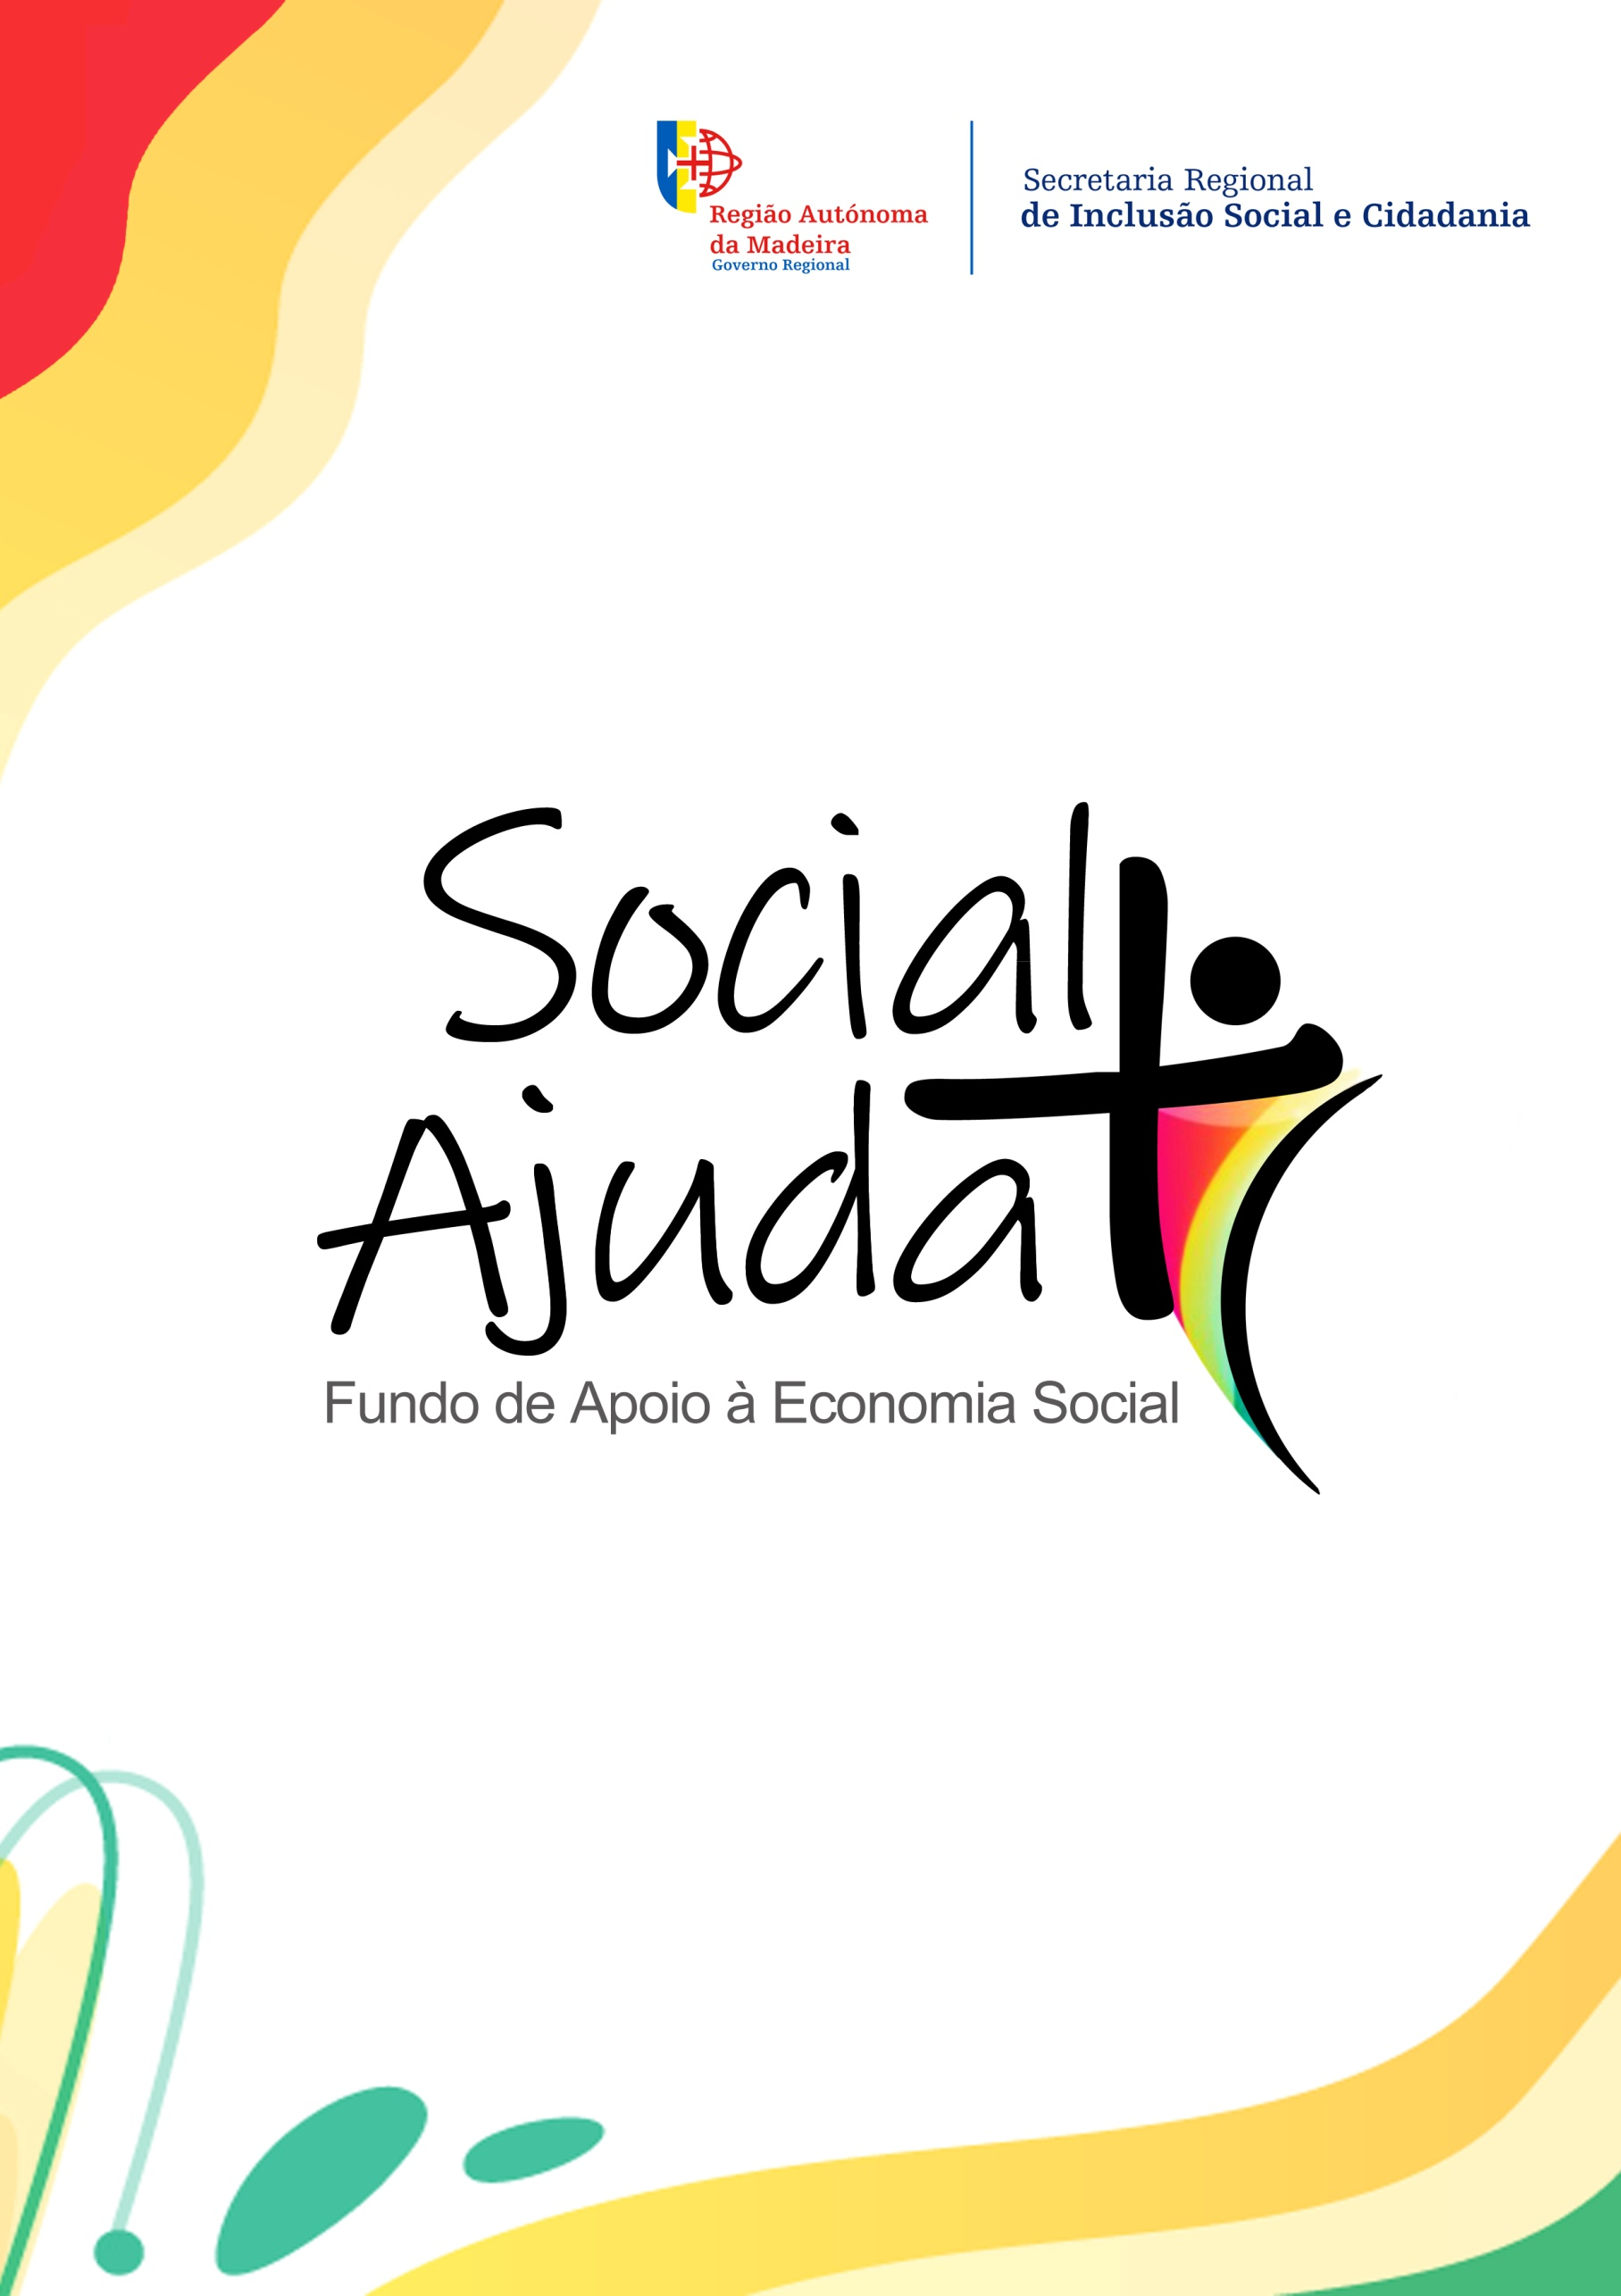 Região Autónoma
da Madeira
Governo Regional
Secretaria Regional
de Inclusão Social e Cidadania
Social
Ajuda+
Fundo de Apoio à Economia Social